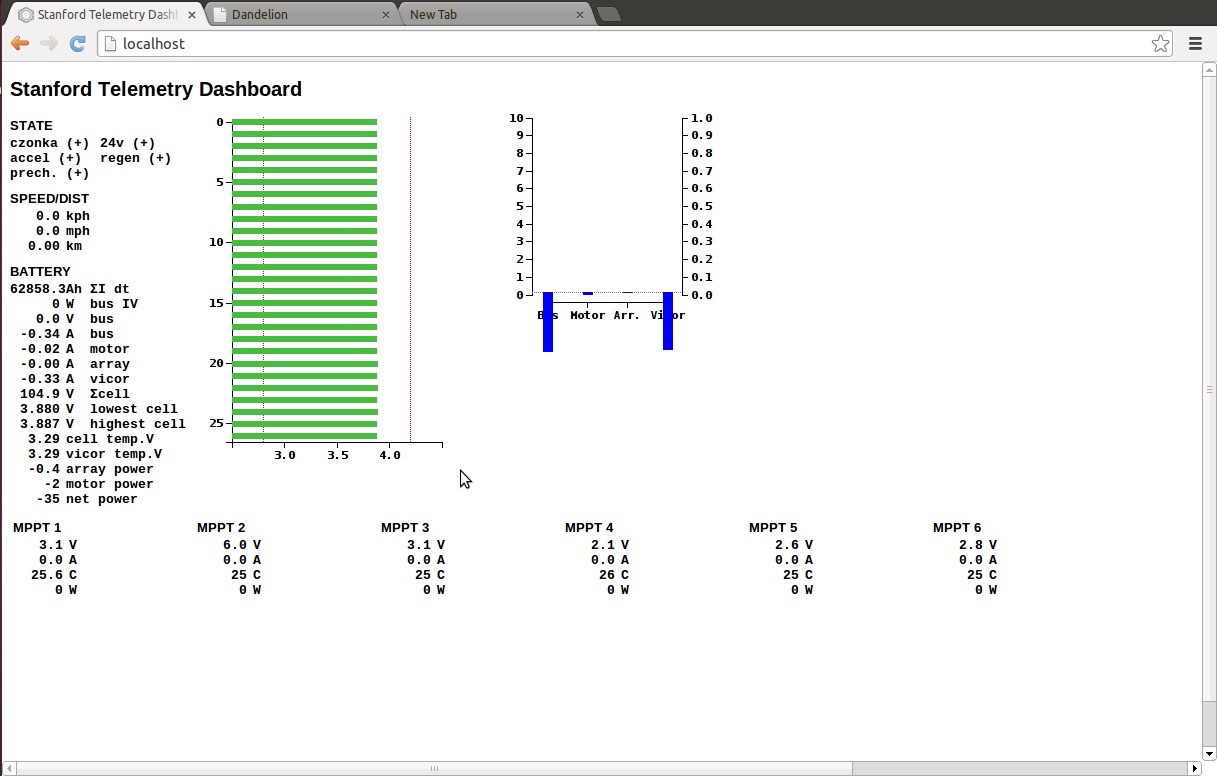 Stanford Telemetry Dash
Dandelion
New Tab
localhost
Stanford Telemetry Dashboard
STATE
czonka (+) 24v (+)
accel (+) regen (+)
prech. (+)
SPEED/DIST
0.0 kph
0.0 mph
0.00 km
BATTERY
62858.3Ah ΣI dt
0 W bus IV
0.0 V bus
-0.34 A bus
-0.02 A motor
-0.00 A array
-0.33 A vicor
104.9 V Σcell
3.880 V lowest cell
3.887 V highest cell
3.29 cell temp.V
3.29 vicor temp.V
-0.4 array power
-2 motor power
-35 net power
0
5
10
15
20
25
3.0 3.5 4.0
10
9
8
7
6
5
4
3
2
1
0
1.0
0.9
0.8
0.7
0.6
0.5
0.4
0.3
0.2
0.1
0.0
Bus Motor Arr. Vicor
MPPT 1
3.1 V
0.0 A
25.6 C
0 W
MPPT 2
6.0 V
0.0 A
25 C
0 W
MPPT 3
3.1 V
0.0 A
25 C
0 W
MPPT 4
2.1 V
0.0 A
26 C
0 W
MPPT 5
2.6 V
0.0 A
25 C
0 W
MPPT 6
2.8 V
0.0 A
25 C
0 W